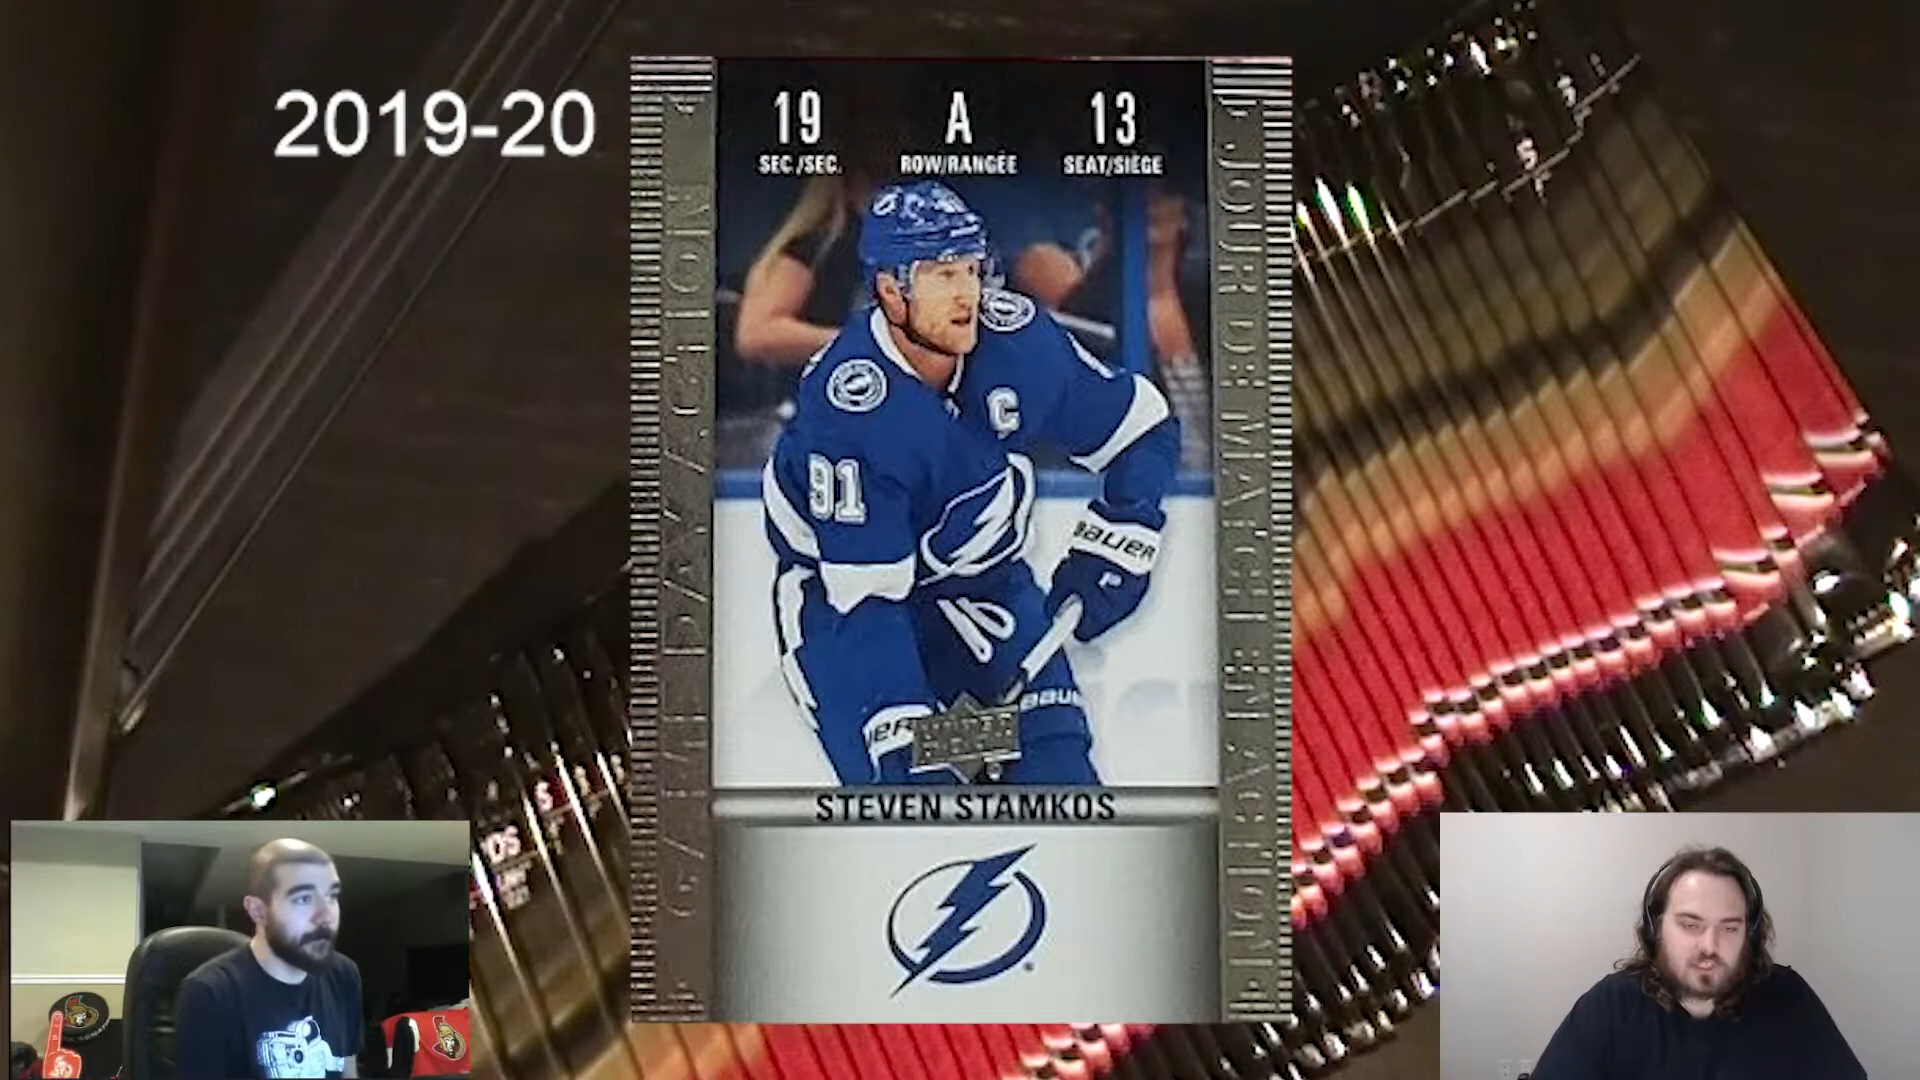 2019-20
19 A 13
SEC./SEC. ROW/RANGÉE SEAT/SIÈGE
GAME DAY ACTION
JOUR DE MATCH EN ACTION
C
91
BAUER
P
BAUE
UPPER DECK
STEVEN STAMKOS